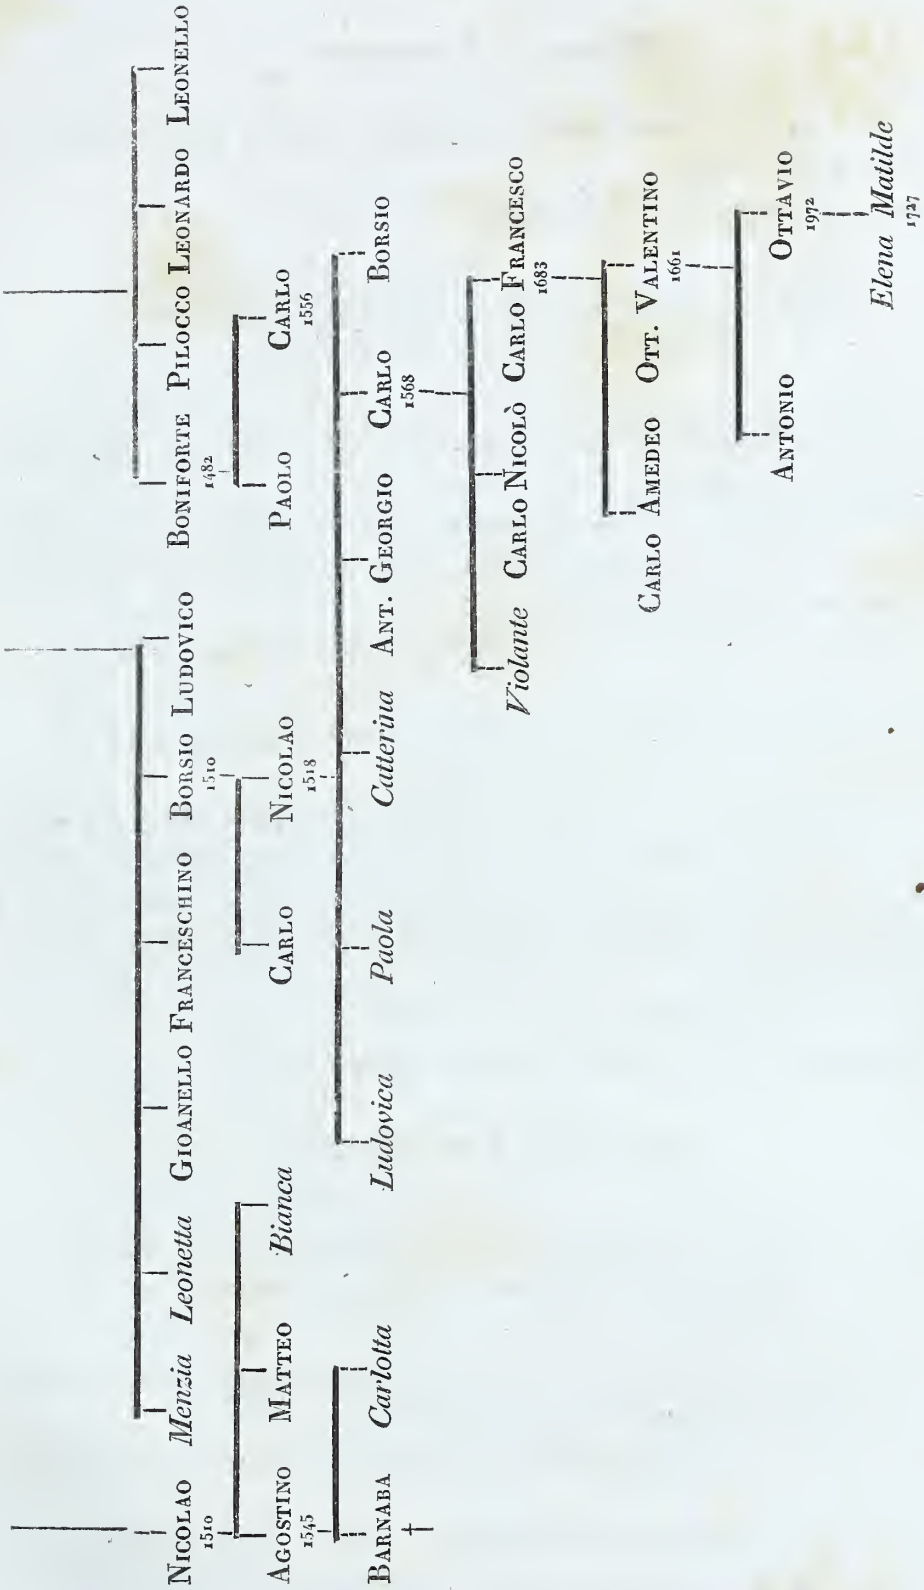 NICOLAO Menzia Leonetta GIOANELLO FRANCESCHINO BORSIO LUDOVICO BONIFORTE PILOCCO LEONARDO LEONELLO
1510 1510 1482
AGOSTINO MATTEO Bianca CARLO NICOLAO PAOLO CARLO
1545 1518 1556
BARNABA Carlotta Ludovica Paola Catterina ANT. GEORGIO CARLO BORSIO
1568
Violante CARLO NICOLÒ CARLO FRANCESCO
1683
CARLO AMEDEO OTT. VALENTINO
1661
ANTONIO OTTAVIO
1972
Elena Matilde
1727